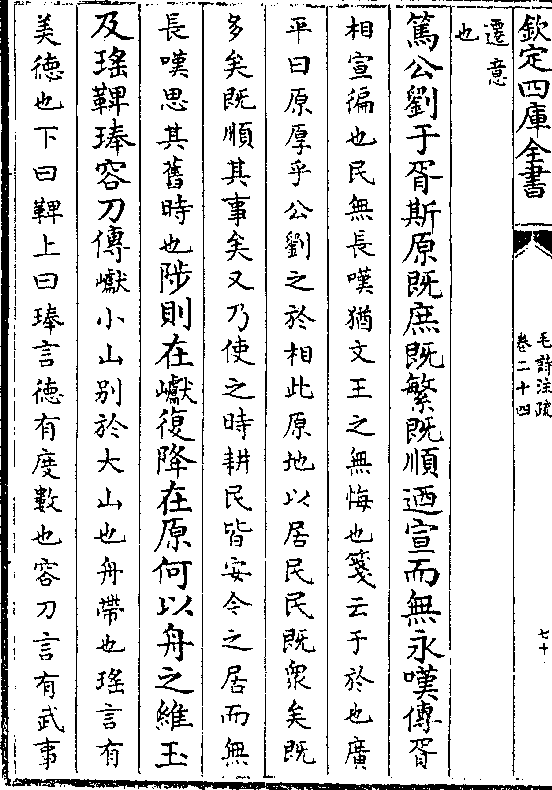 欽定四庫全書
毛詩注疏
卷二十四
七十
遷意
也
篤公劉于胥斯原既庶既繁既順迺宣而無永嘆傳胥
相宣徧也民無長嘆猶文王之無悔也箋云于於也廣
平曰原厚乎公劉之於相此原地以居民民既衆矣既
多矣既順其事矣又乃使之時耕民皆安今之居而無
長嘆思其舊時也陟則在巘復降在原何以舟之維玉
及瑤鞞琫容刀傳巘小山别於大山也舟帶也瑤言有
美徳也下曰鞞上曰琫言徳有度數也容刀言有武事